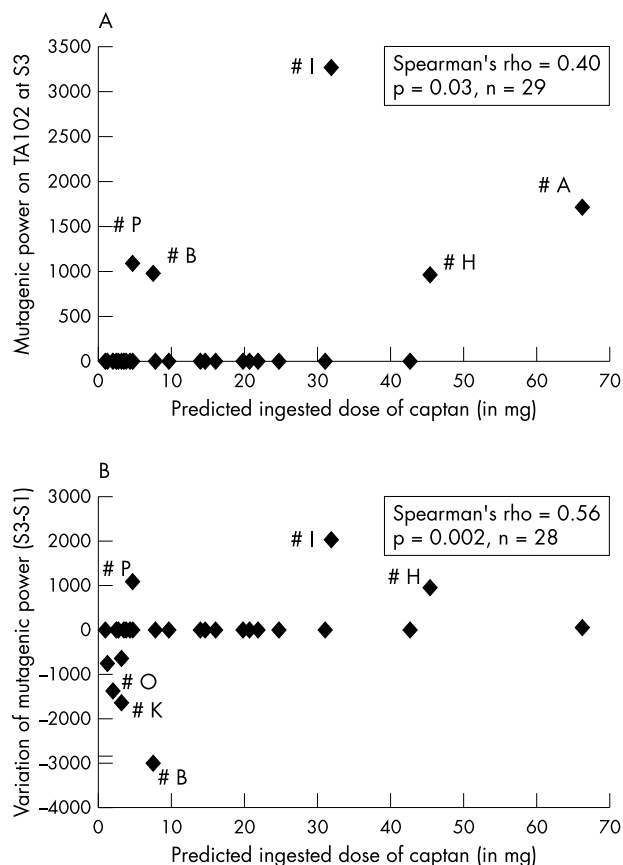 A
3500
3000
2500
2000
1500
1000
500
0
Mutagenic power on TA102 at S3
# I
Spearman's rho = 0.40
p = 0.03, n = 29
# A
# P
# B
# H
0 10 20 30 40 50 60 70
Predicted ingested dose of captan (in mg)
B
3000
2000
1000
0
–1000
–2000
–3000
–4000
Variation of mutagenic power (S3-S1)
Spearman's rho = 0.56
p = 0.002, n = 28
# I
# P
# H
# O
# K
# B
0 10 20 30 40 50 60 70
Predicted ingested dose of captan (in mg)